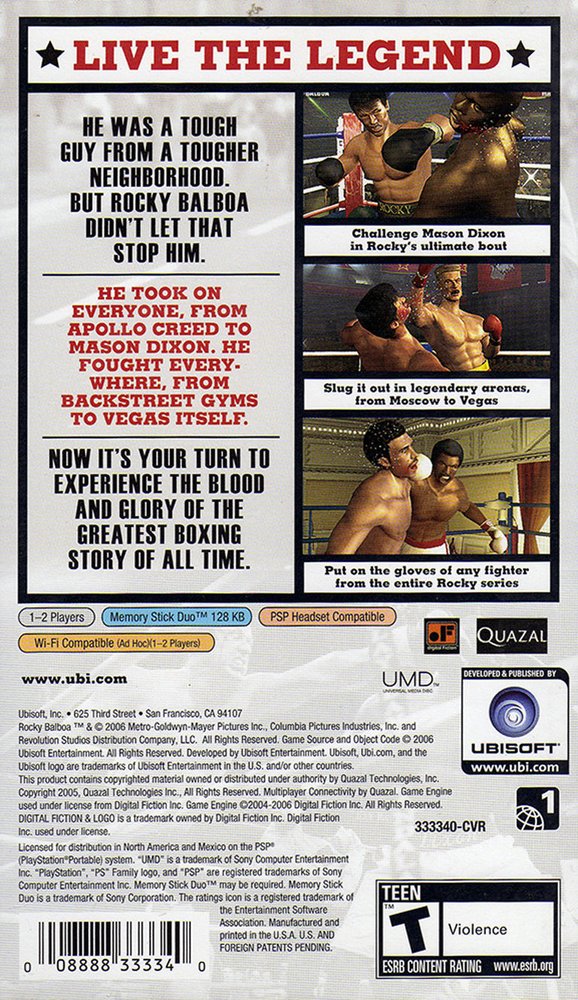 LIVE THE LEGEND
HE WAS A TOUGH
GUY FROM A TOUGHER
NEIGHBORHOOD.
BUT ROCKY BALBOA
DIDN'T LET THAT
STOP HIM.
HE TOOK ON
EVERYONE, FROM
APOLLO CREED TO
MASON DIXON. HE
FOUGHT EVERY-
WHERE, FROM
BACKSTREET GYMS
TO VEGAS ITSELF.
NOW IT'S YOUR TURN TO
EXPERIENCE THE BLOOD
AND GLORY OF THE
GREATEST BOXING
STORY OF ALL TIME.
BALBOA
ROCKY
Challenge Mason Dixon
in Rocky's ultimate bout
Slug it out in legendary arenas,
from Moscow to Vegas
Put on the gloves of any fighter
from the entire Rocky series
1–2 Players
Memory Stick Duo™ 128 KB
PSP Headset Compatible
Wi-Fi Compatible (Ad Hoc)(1–2 Players)
dF
digital Fiction
QUAZAL
www.ubi.com
UMD™
UNIVERSAL MEDIA DISC
DEVELOPED & PUBLISHED BY
UBISOFT
www.ubi.com
Ubisoft, Inc. • 625 Third Street • San Francisco, CA 94107
Rocky Balboa ™ & © 2006 Metro-Goldwyn-Mayer Pictures Inc., Columbia Pictures Industries, Inc. and
Revolution Studios Distribution Company, LLC. All Rights Reserved. Game Source and Object Code © 2006
Ubisoft Entertainment. All Rights Reserved. Developed by Ubisoft Entertainment. Ubisoft, Ubi.com, and the
Ubisoft logo are trademarks of Ubisoft Entertainment in the U.S. and/or other countries.
This product contains copyrighted material owned or distributed under authority by Quazal Technologies, Inc.
Copyright 2005, Quazal Technologies Inc., All Rights Reserved. Multiplayer Connectivity by Quazal. Game Engine
used under license from Digital Fiction Inc. Game Engine ©2004-2006 Digital Fiction Inc. All Rights Reserved.
DIGITAL FICTION & LOGO is a trademark owned by Digital Fiction Inc. Digital Fiction
Inc. used under license.
333340-CVR
1
Licensed for distribution in North America and Mexico on the PSP®
(PlayStation®Portable) system. "UMD" is a trademark of Sony Computer Entertainment
Inc. "PlayStation", "PS" Family logo, and "PSP" are registered trademarks of Sony
Computer Entertainment Inc. Memory Stick Duo™ may be required. Memory Stick
Duo is a trademark of Sony Corporation. The ratings icon is a registered trademark of
the Entertainment Software
Association. Manufactured and
printed in the U.S.A. U.S. AND
FOREIGN PATENTS PENDING.
0 08888 33334 0
TEEN
T™
Violence
ESRB CONTENT RATING www.esrb.org